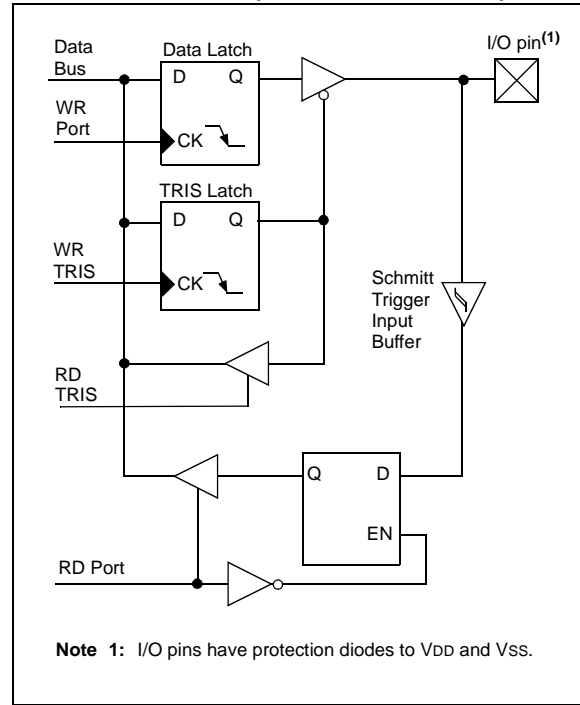 Data
Bus
Data Latch
I/O pin(1)
D Q
WR
Port
CK
TRIS Latch
D Q
WR
TRIS
CK
Schmitt
Trigger
Input
Buffer
RD
TRIS
Q D
EN
RD Port
Note 1: I/O pins have protection diodes to VDD and VSS.